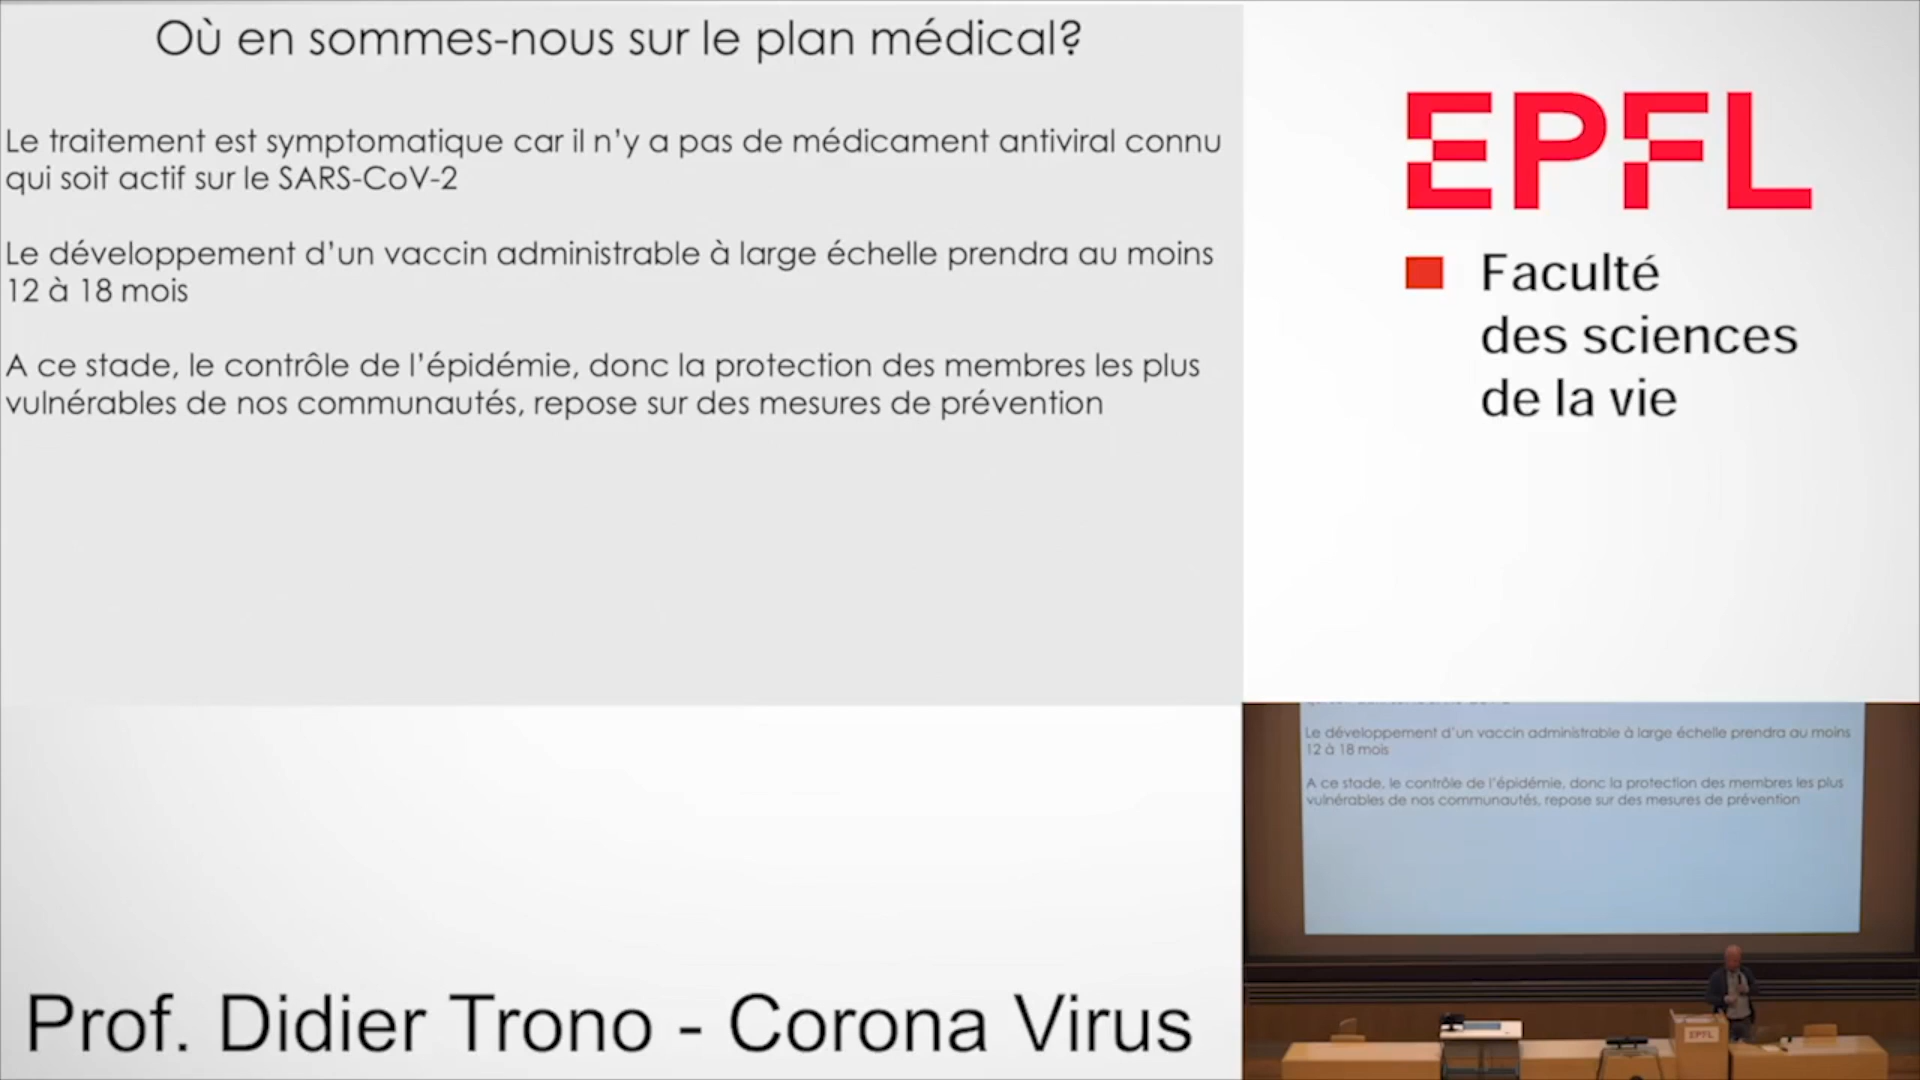 Où en sommes-nous sur le plan médical?
Le traitement est symptomatique car il n’y a pas de médicament antiviral connu
qui soit actif sur le SARS-CoV-2
Le développement d’un vaccin administrable à large échelle prendra au moins
12 à 18 mois
A ce stade, le contrôle de l’épidémie, donc la protection des membres les plus
vulnérables de nos communautés, repose sur des mesures de prévention
EPFL
Faculté
des sciences
de la vie
Le développement d’un vaccin administrable à large échelle prendra au moins
12 à 18 mois
A ce stade, le contrôle de l’épidémie, donc la protection des membres les plus
vulnérables de nos communautés, repose sur des mesures de prévention
EPFL
Prof. Didier Trono - Corona Virus